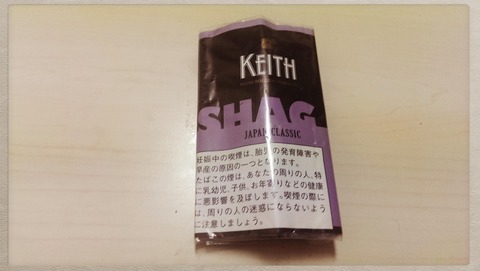 KEITH
SHAG
JAPAN CLASSIC
妊娠中の喫煙は、胎児の発育障害や
早産の原因の一つとなります。
たばこの煙は、あなたの周りの人、特
に乳幼児、子供、お年寄りなどの健康
に悪影響を及ぼします。喫煙の際に
は、周りの人の迷惑にならないよう
に注意しましょう。